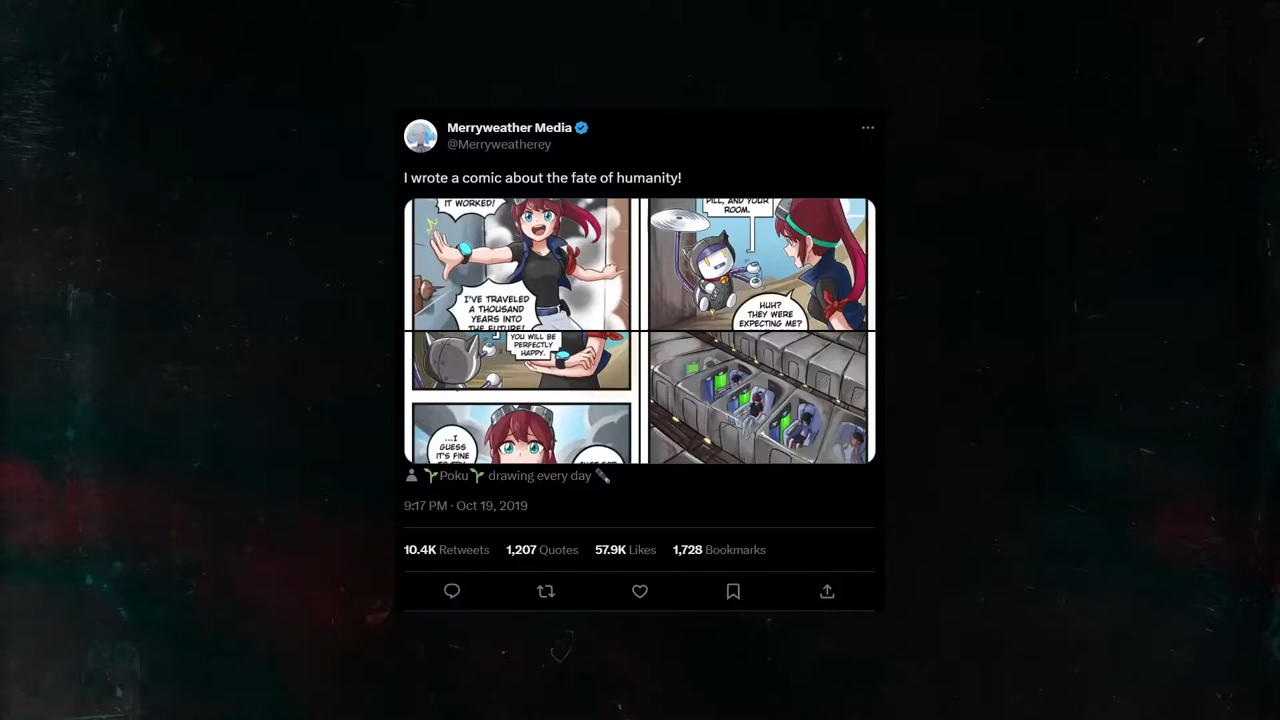 Merryweather Media
@Merryweatherey
I wrote a comic about the fate of humanity!
IT WORKED!
I'VE TRAVELED
A THOUSAND
YEARS INTO
THE FUTURE!
PILL, AND YOUR
ROOM.
HUH?
THEY WERE
EXPECTING ME?
YOU WILL BE
PERFECTLY
HAPPY.
...I
GUESS
IT'S FINE
Poku drawing every day
9:17 PM · Oct 19, 2019
10.4K Retweets 1,207 Quotes 57.9K Likes 1,728 Bookmarks